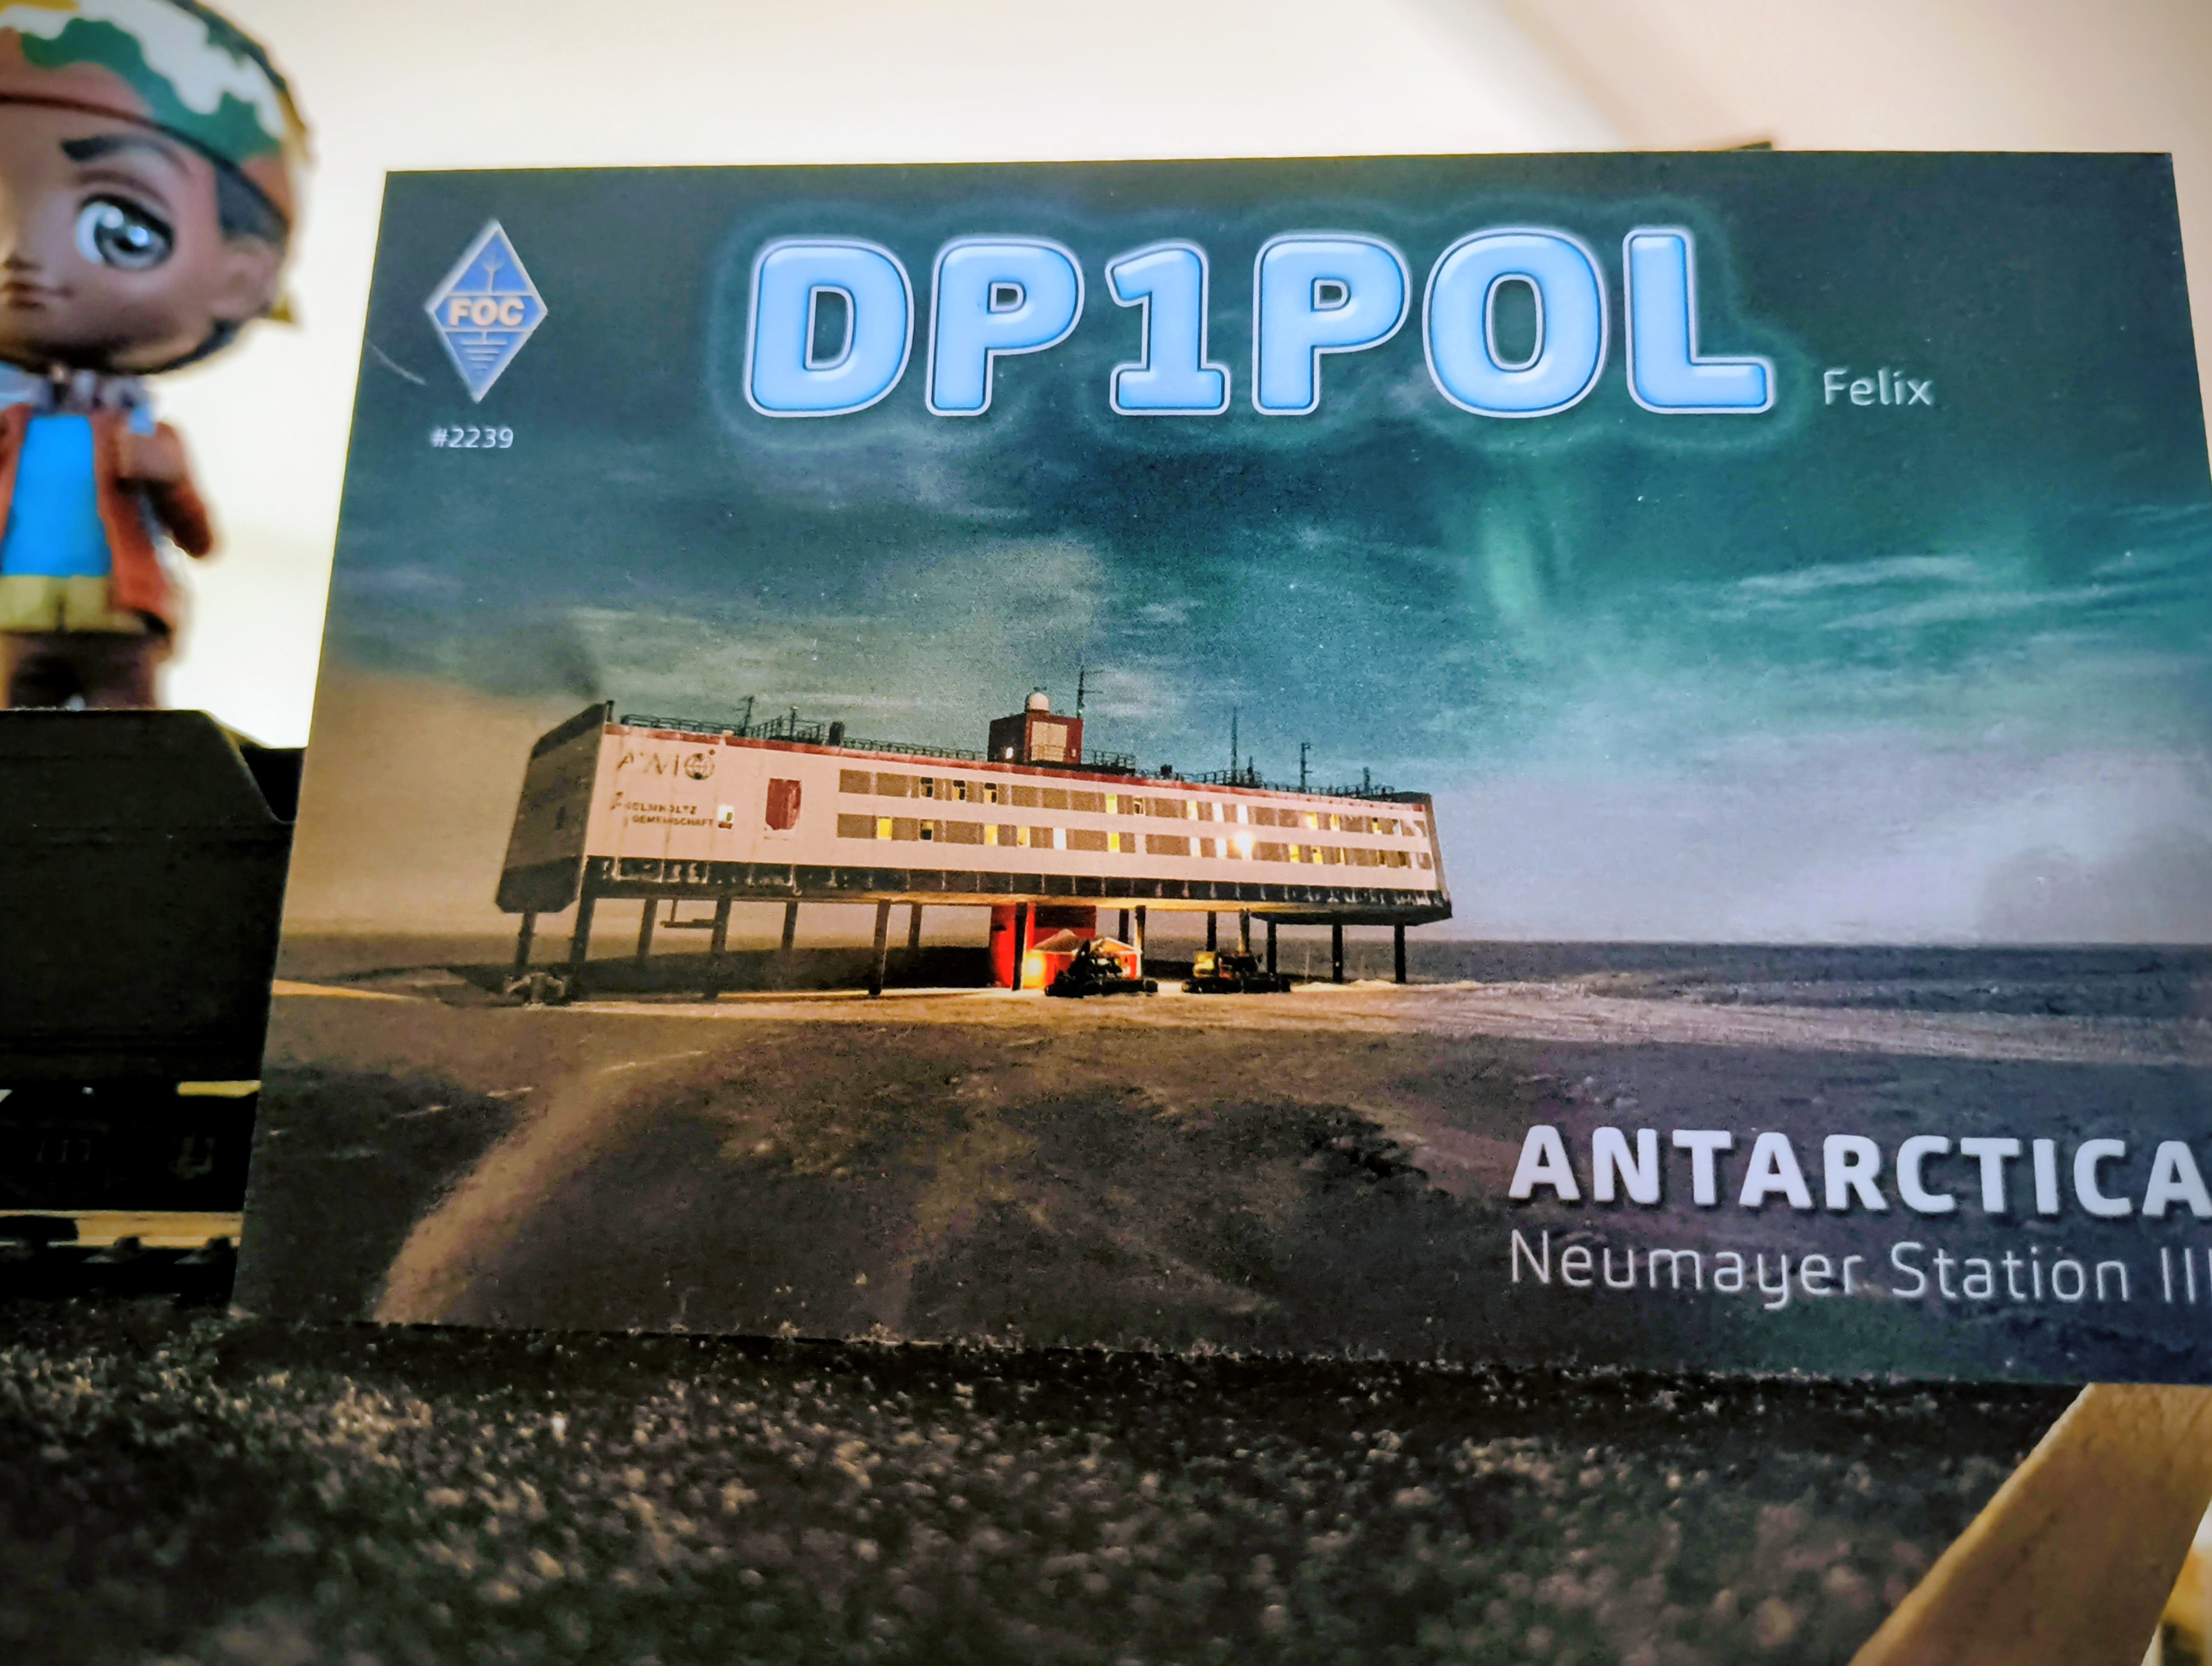 DP1POL
Felix
FOC
#2239
AWI
HELMHOLTZ
GEMEINSCHAFT
ANTARCTICA
Neumayer Station III